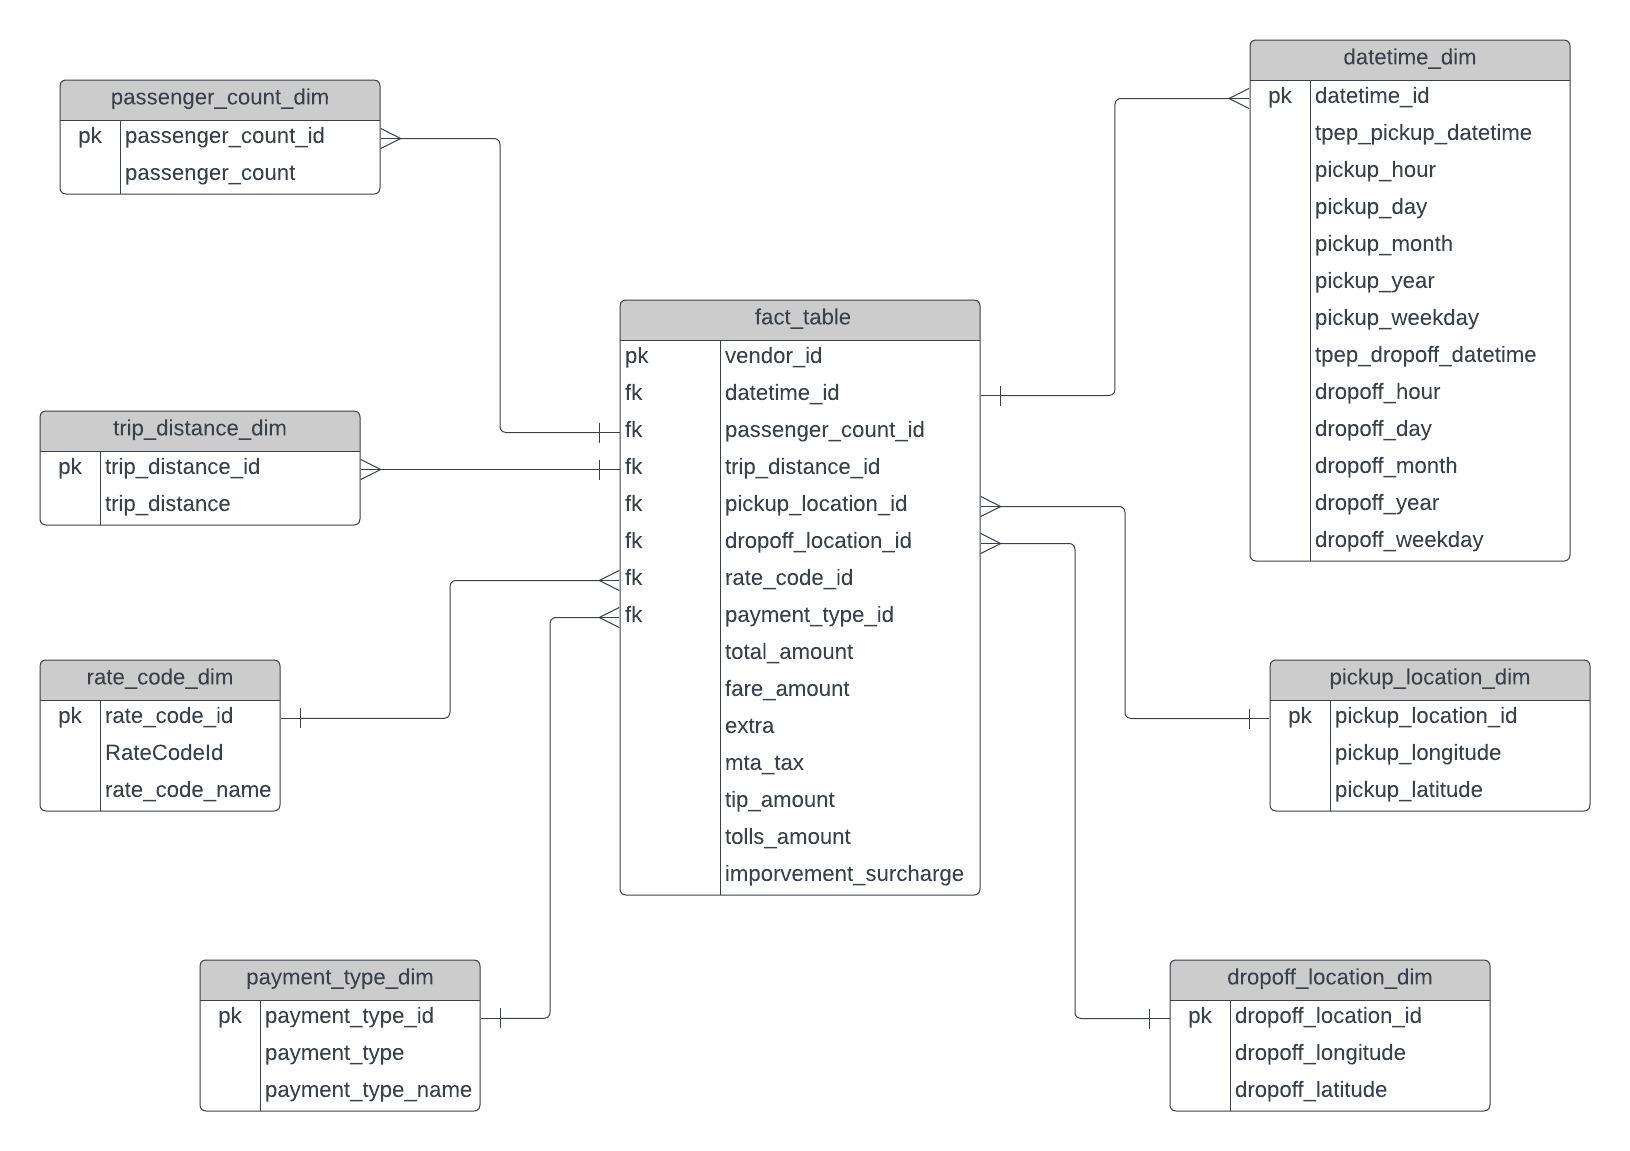 passenger_count_dim
pk passenger_count_id
passenger_count
trip_distance_dim
pk trip_distance_id
trip_distance
rate_code_dim
pk rate_code_id
RateCodeId
rate_code_name
payment_type_dim
pk payment_type_id
payment_type
payment_type_name
fact_table
pk vendor_id
fk datetime_id
fk passenger_count_id
fk trip_distance_id
fk pickup_location_id
fk dropoff_location_id
fk rate_code_id
fk payment_type_id
total_amount
fare_amount
extra
mta_tax
tip_amount
tolls_amount
imporvement_surcharge
datetime_dim
pk datetime_id
tpep_pickup_datetime
pickup_hour
pickup_day
pickup_month
pickup_year
pickup_weekday
tpep_dropoff_datetime
dropoff_hour
dropoff_day
dropoff_month
dropoff_year
dropoff_weekday
pickup_location_dim
pk pickup_location_id
pickup_longitude
pickup_latitude
dropoff_location_dim
pk dropoff_location_id
dropoff_longitude
dropoff_latitude